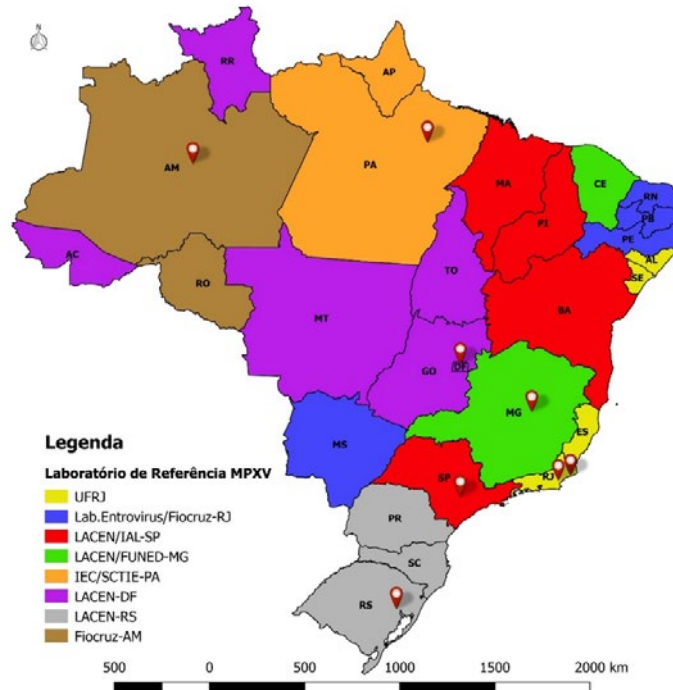 N
RR
AP
AM
PA
MA
CE
RN
PB
PI
PE
AL
SE
AC
RO
TO
BA
MT
GO
DF
MG
ES
MS
SP
RJ
PR
SC
RS
Legenda
Laboratório de Referência MPXV
UFRJ
Lab.Entrovirus/Fiocruz-RJ
LACEN/IAL-SP
LACEN/FUNED-MG
IEC/SCTIE-PA
LACEN-DF
LACEN-RS
Fiocruz-AM
500 0 500 1000 1500 2000 km